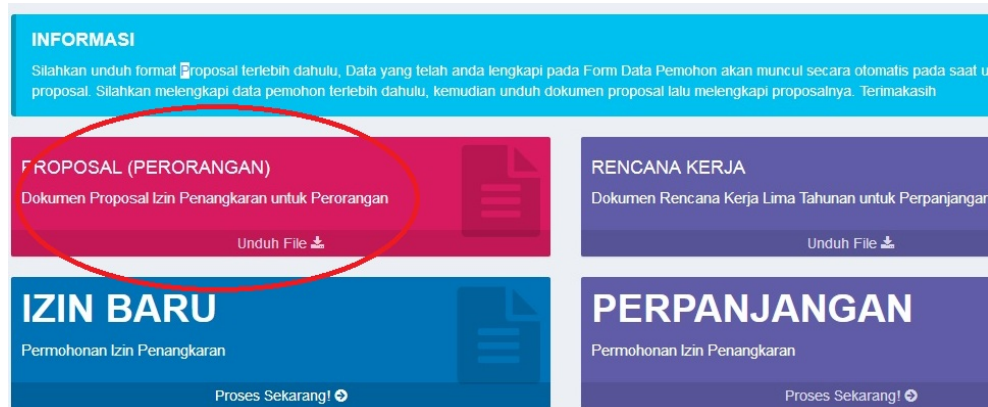 INFORMASI
Silahkan unduh format Proposal terlebih dahulu, Data yang telah anda lengkapi pada Form Data Pemohon akan muncul secara otomatis pada saat u
proposal. Silahkan melengkapi data pemohon terlebih dahulu, kemudian unduh dokumen proposal lalu melengkapi proposalnya. Terimakasih
PROPOSAL (PERORANGAN)
Dokumen Proposal Izin Penangkaran untuk Perorangan
Unduh File
RENCANA KERJA
Dokumen Rencana Kerja Lima Tahunan untuk Perpanjangan
Unduh File
IZIN BARU
Permohonan Izin Penangkaran
Proses Sekarang!
PERPANJANGAN
Permohonan Izin Penangkaran
Proses Sekarang!